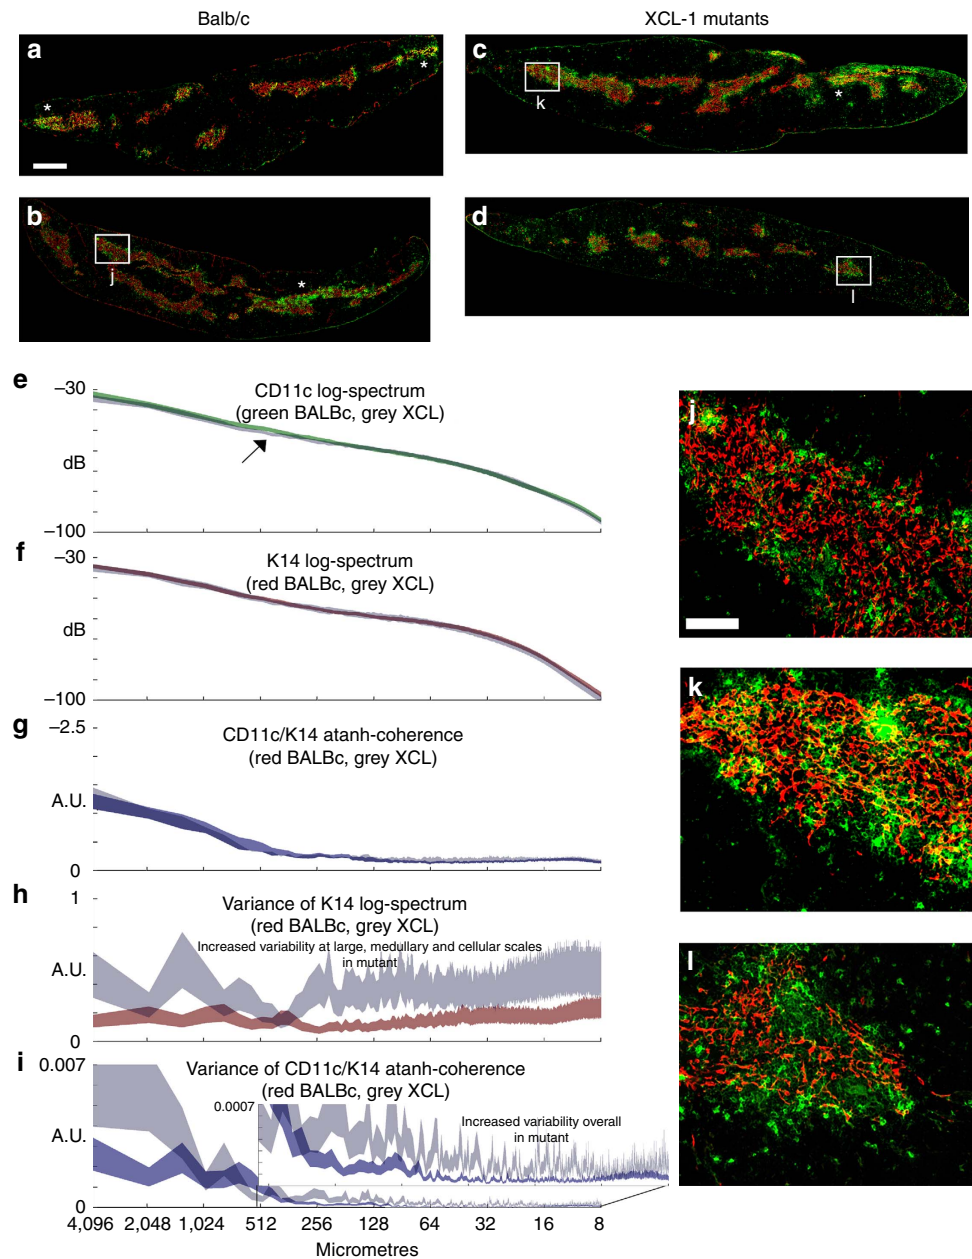 Balb/c
XCL-1 mutants
a
*
*
c
k
*
b
j
*
d
l
e
−30
CD11c log-spectrum
(green BALBc, grey XCL)
dB
−100
f
−30
K14 log-spectrum
(red BALBc, grey XCL)
dB
−100
g
−2.5
CD11c/K14 atanh-coherence
(red BALBc, grey XCL)
A.U.
0
h
1
Variance of K14 log-spectrum
(red BALBc, grey XCL)
Increased variability at large, medullary and cellular scales
in mutant
A.U.
0
i
0.007
Variance of CD11c/K14 atanh-coherence
(red BALBc, grey XCL)
0.0007
Increased variability overall
in mutant
A.U.
0
4,096 2,048 1,024 512 256 128 64 32 16 8
Micrometres
j
k
l